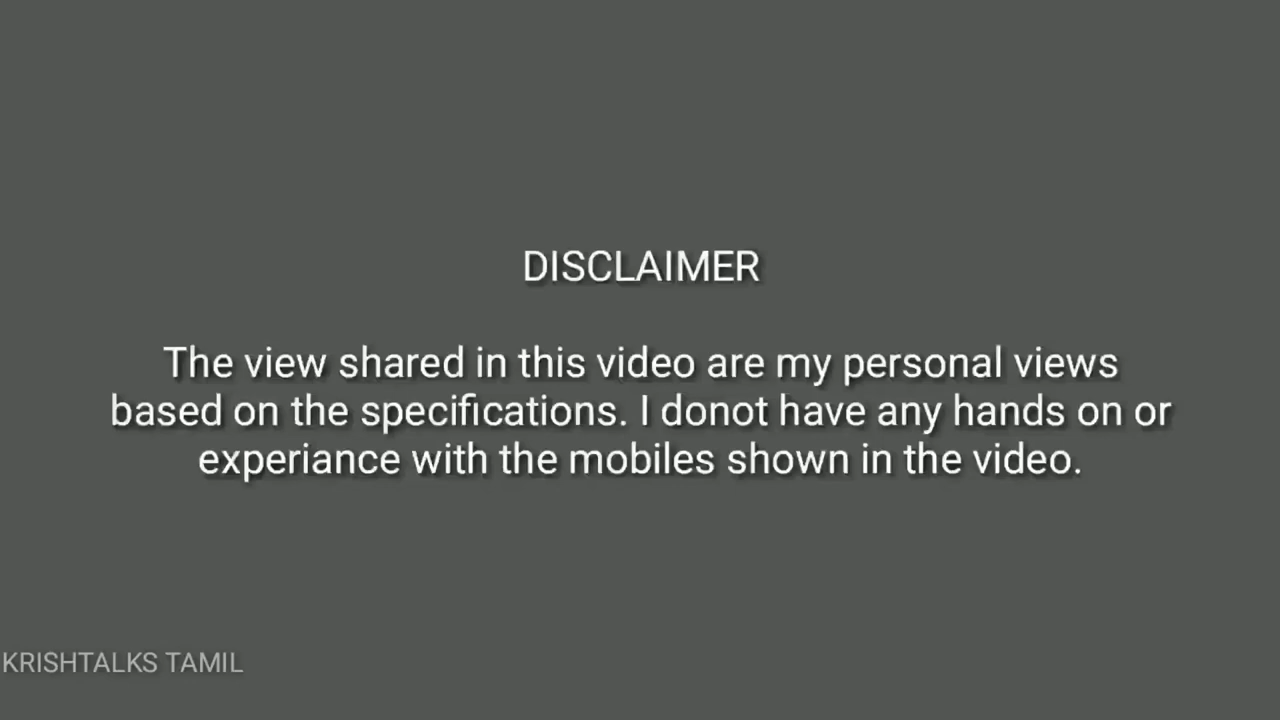 DISCLAIMER
The view shared in this video are my personal views
based on the specifications. I donot have any hands on or
experiance with the mobiles shown in the video.
KRISHTALKS TAMIL